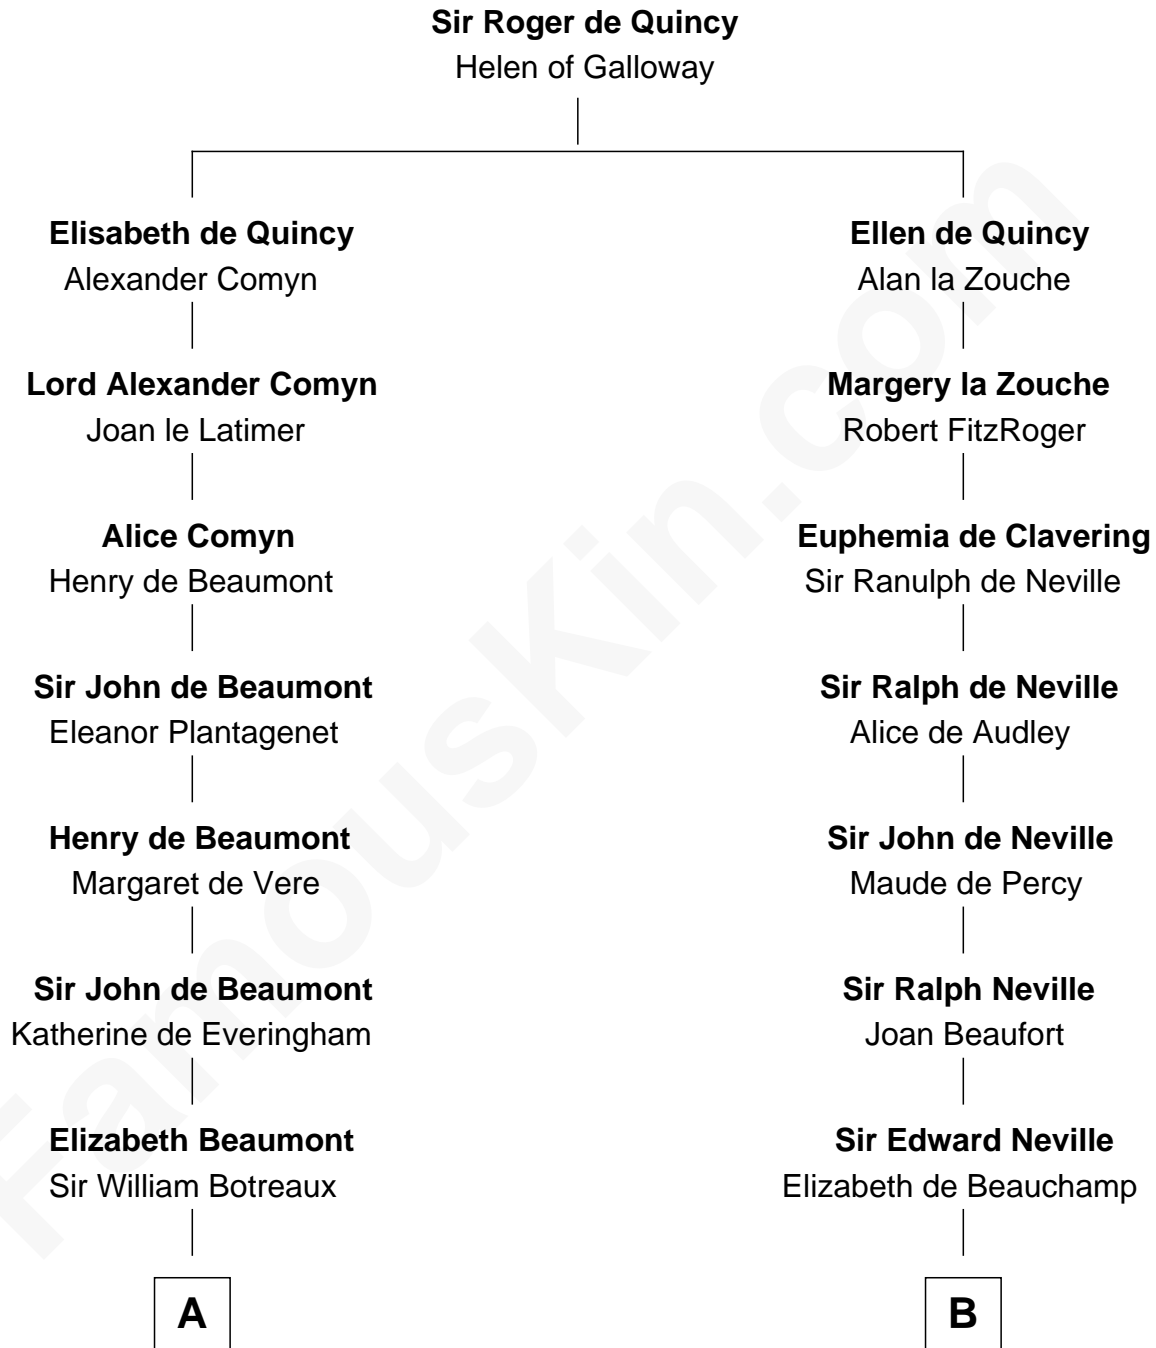 Sir Roger de Quincy
Helen of Galloway
Elisabeth de Quincy
Alexander Comyn
Ellen de Quincy
Alan la Zouche
Lord Alexander Comyn
Joan le Latimer
Margery la Zouche
Robert FitzRoger
Alice Comyn
Henry de Beaumont
Euphemia de Clavering
Sir Ranulph de Neville
Sir John de Beaumont
Eleanor Plantagenet
Sir Ralph de Neville
Alice de Audley
Henry de Beaumont
Margaret de Vere
Sir John de Neville
Maude de Percy
Sir John de Beaumont
Katherine de Everingham
Sir Ralph Neville
Joan Beaufort
Elizabeth Beaumont
Sir William Botreaux
Sir Edward Neville
Elizabeth de Beauchamp
A
B
FamousKin.com